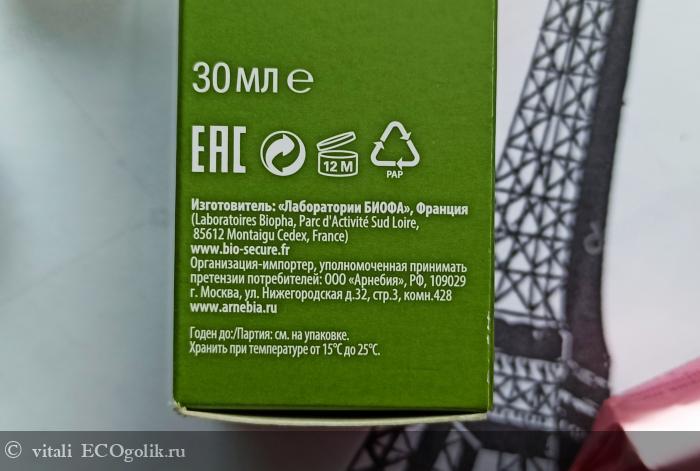 30 МЛ ℮
EAC
12 M
PAP
Изготовитель: «Лаборатории БИОФА», Франция
(Laboratoires Biopha, Parc d'Activité Sud Loire,
85612 Montaigu Cedex, France)
www.bio-secure.fr
Организация-импортер, уполномоченная принимать
претензии потребителей: ООО «Арнебия», РФ, 109029
г. Москва, ул. Нижегородская д.32, стр.3, комн.428
www.arnebia.ru
Годен до:/Партия: см. на упаковке.
Хранить при температуре от 15°C до 25°C.
© vitali ECOgolik.ru